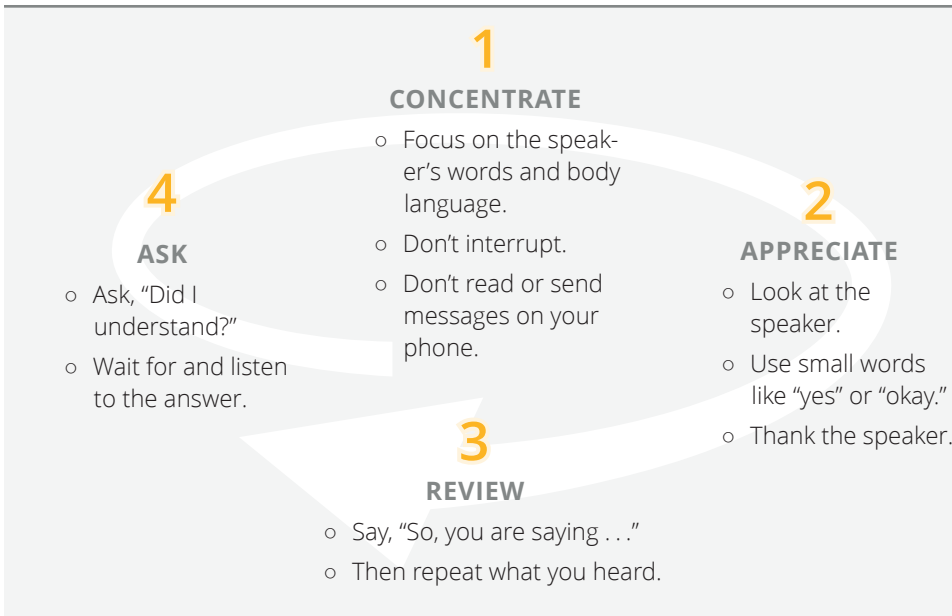 1
CONCENTRATE
○ Focus on the speak-
er’s words and body
language.
○ Don’t interrupt.
○ Don’t read or send
messages on your
phone.
2
APPRECIATE
○ Look at the
speaker.
○ Use small words
like “yes” or “okay.”
○ Thank the speaker.
3
REVIEW
○ Say, “So, you are saying . . .”
○ Then repeat what you heard.
4
ASK
○ Ask, “Did I
understand?”
○ Wait for and listen
to the answer.